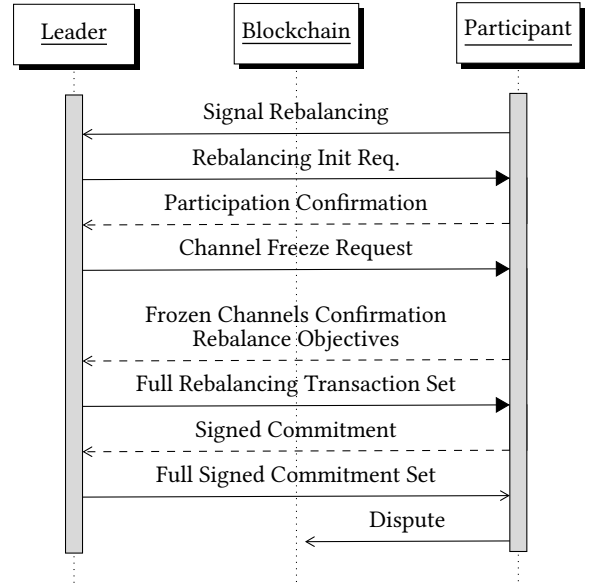 Leader
Blockchain
Participant
Signal Rebalancing
Rebalancing Init Req.
Participation Confirmation
Channel Freeze Request
Frozen Channels Confirmation
Rebalance Objectives
Full Rebalancing Transaction Set
Signed Commitment
Full Signed Commitment Set
Dispute